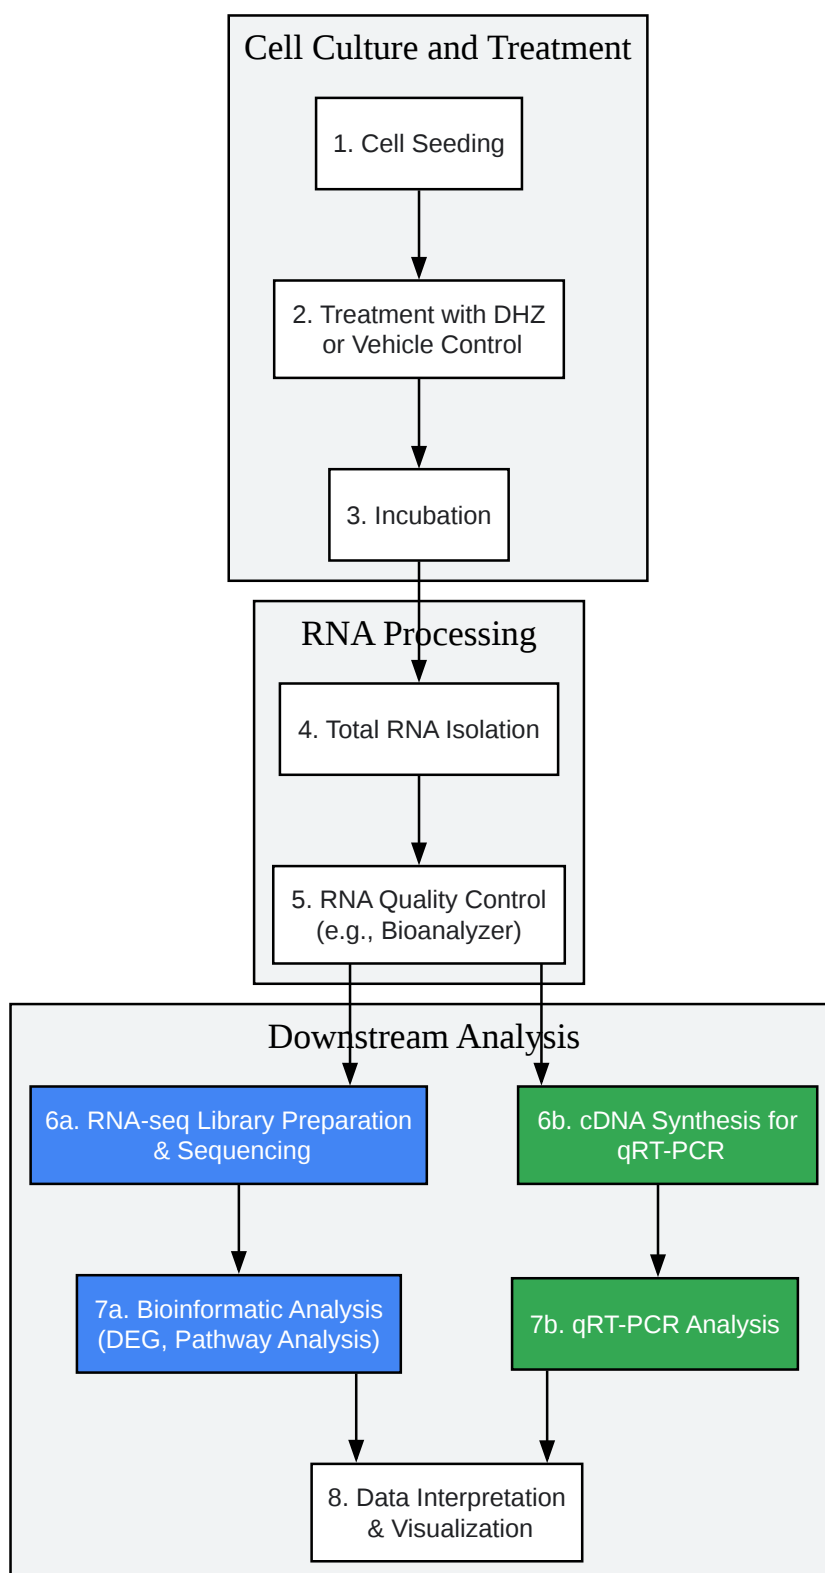 Cell Culture and Treatment
1. Cell Seeding
2. Treatment with DHZ
or Vehicle Control
3. Incubation
RNA Processing
4. Total RNA Isolation
5. RNA Quality Control
(e.g., Bioanalyzer)
Downstream Analysis
6a. RNA-seq Library Preparation
& Sequencing
6b. cDNA Synthesis for
qRT-PCR
7a. Bioinformatic Analysis
(DEG, Pathway Analysis)
7b. qRT-PCR Analysis
8. Data Interpretation
& Visualization